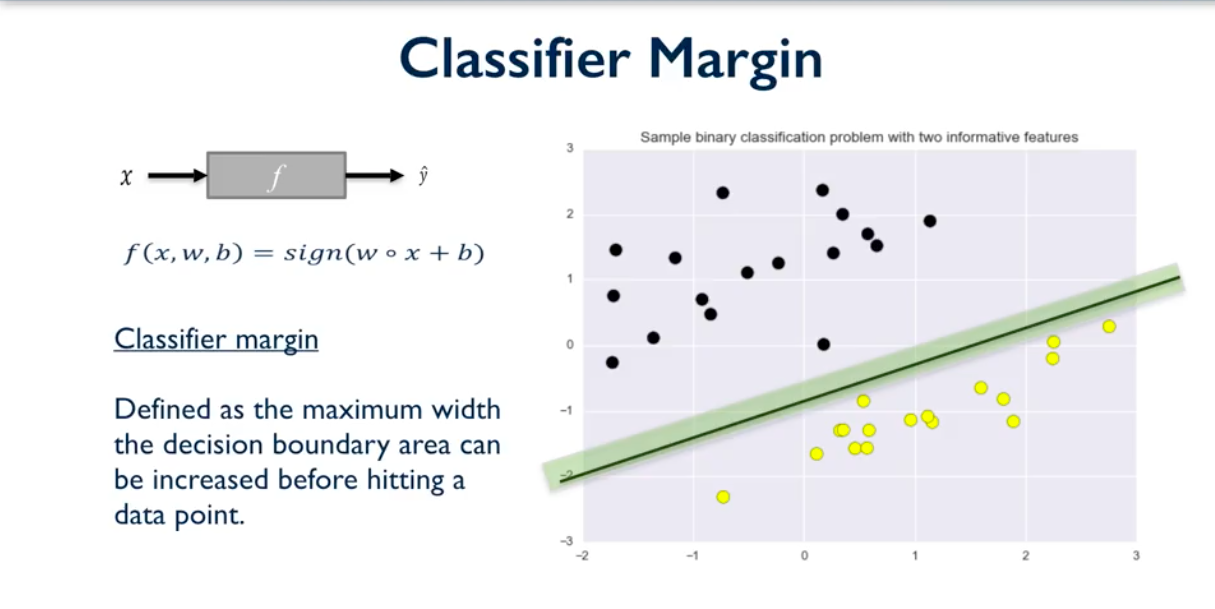 Classifier Margin
x f ŷ
f(x, w, b) = sign(w ∘ x + b)
Classifier margin
Defined as the maximum width
the decision boundary area can
be increased before hitting a
data point.
Sample binary classification problem with two informative features
3
2
1
0
−1
−2
−3
−2 −1 0 1 2 3